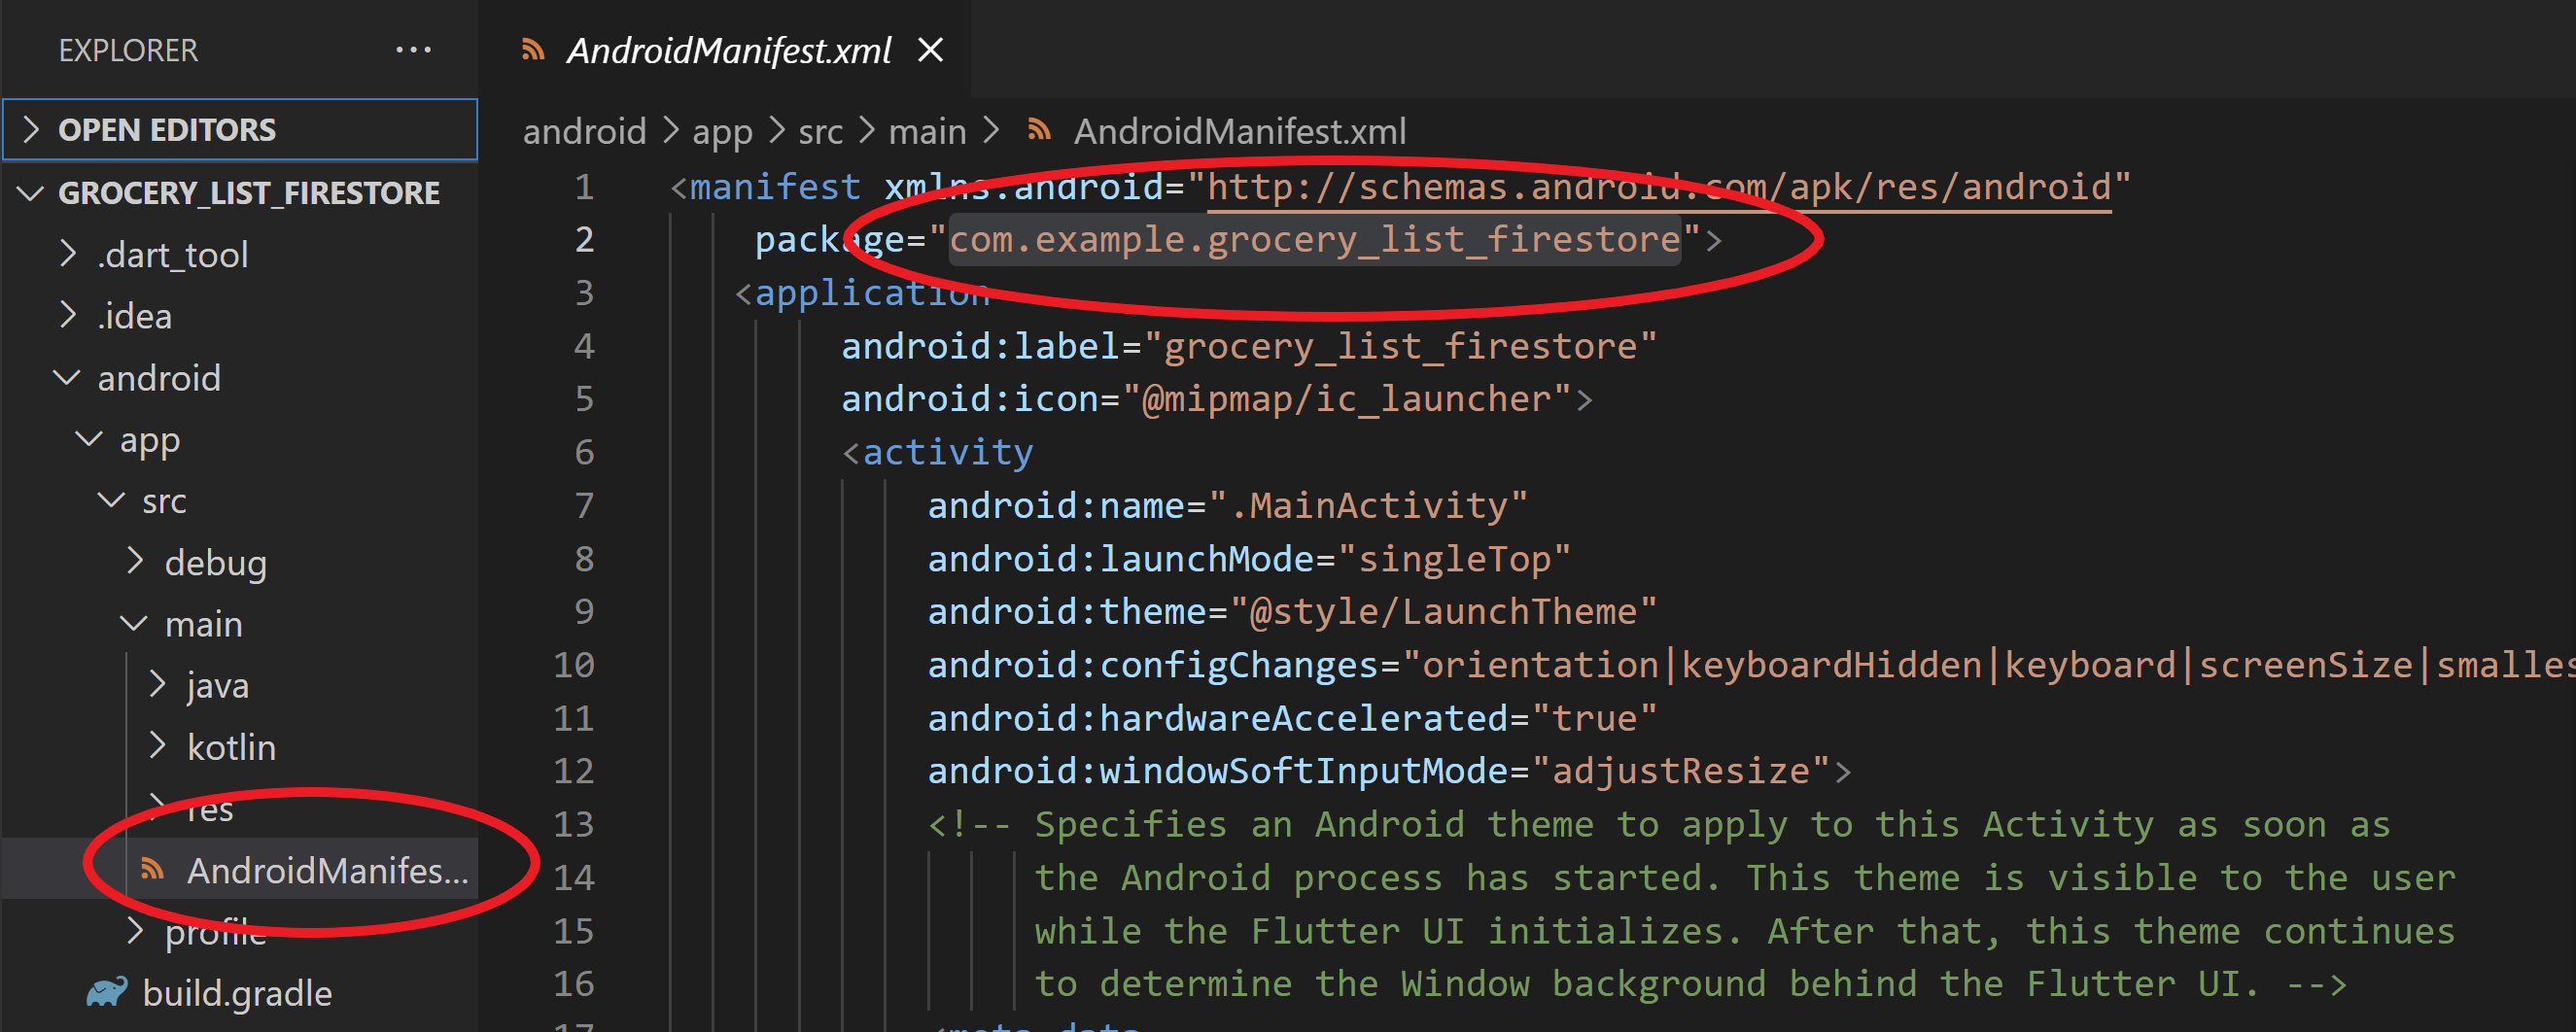 EXPLORER
OPEN EDITORS
GROCERY_LIST_FIRESTORE
.dart_tool
.idea
android
app
src
debug
main
java
kotlin
res
AndroidManifes...
profile
build.gradle
AndroidManifest.xml
android > app > src > main > AndroidManifest.xml
1 <manifest xmlns:android="http://schemas.android.com/apk/res/android"
2 package="com.example.grocery_list_firestore">
3 <application
4 android:label="grocery_list_firestore"
5 android:icon="@mipmap/ic_launcher">
6 <activity
7 android:name=".MainActivity"
8 android:launchMode="singleTop"
9 android:theme="@style/LaunchTheme"
10 android:configChanges="orientation|keyboardHidden|keyboard|screenSize|smalles
11 android:hardwareAccelerated="true"
12 android:windowSoftInputMode="adjustResize">
13 <!-- Specifies an Android theme to apply to this Activity as soon as
14 the Android process has started. This theme is visible to the user
15 while the Flutter UI initializes. After that, this theme continues
16 to determine the Window background behind the Flutter UI. -->
17 <meta-data